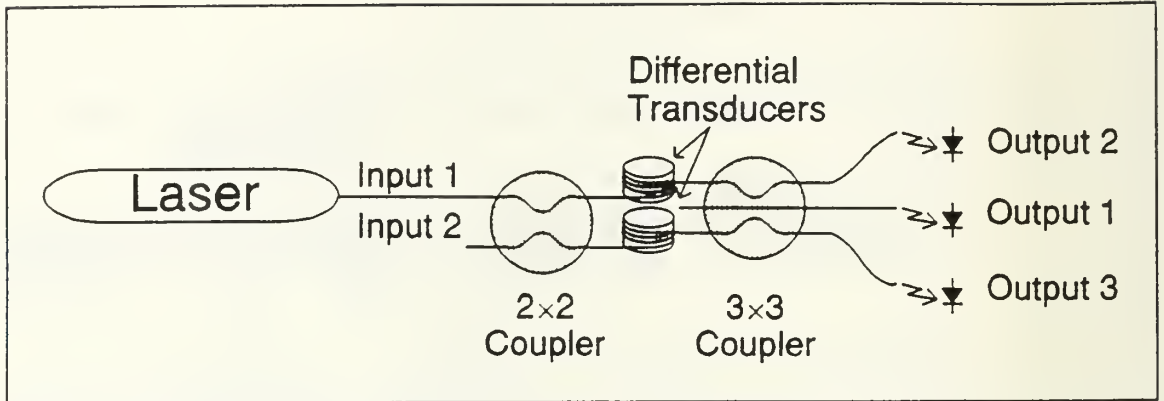 Differential
Transducers
Laser
Input 1
Input 2
2×2
Coupler
3×3
Coupler
Output 2
Output 1
Output 3